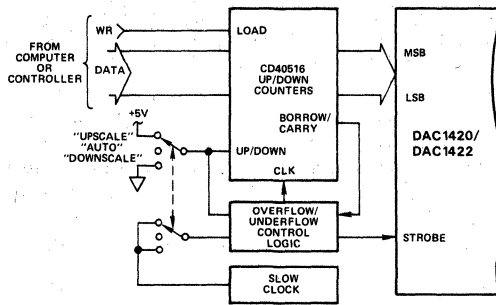 FROM
COMPUTER
OR
CONTROLLER
WR
DATA
LOAD
CD40516
UP/DOWN
COUNTERS
BORROW/
CARRY
UP/DOWN
CLK
+5V
"UPSCALE"
"AUTO"
"DOWNSCALE"
OVERFLOW/
UNDERFLOW
CONTROL
LOGIC
SLOW
CLOCK
MSB
LSB
DAC1420/
DAC1422
STROBE